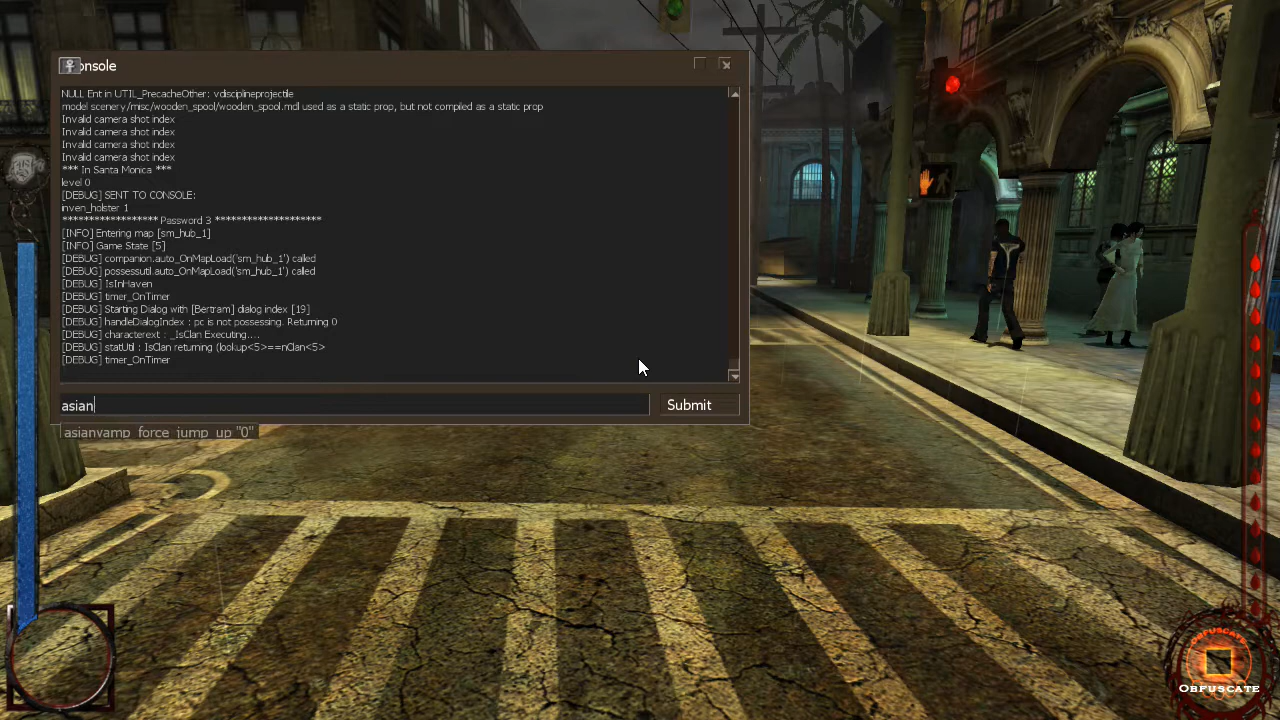 onsole
NULL Ent in UTIL_PrecacheOther: vdisciplineprojectile
model scenery/misc/wooden_spool/wooden_spool.mdl used as a static prop, but not compiled as a static prop
Invalid camera shot index
Invalid camera shot index
Invalid camera shot index
Invalid camera shot index
*** In Santa Monica ***
level 0
[DEBUG] SENT TO CONSOLE:
inven_holster 1
****************** Password 3 ********************
[INFO] Entering map [sm_hub_1]
[INFO] Game State [5]
[DEBUG] companion.auto_OnMapLoad('sm_hub_1') called
[DEBUG] possessutil.auto_OnMapLoad('sm_hub_1') called
[DEBUG] IsInHaven
[DEBUG] timer_OnTimer
[DEBUG] Starting Dialog with [Bertram] dialog index [19]
[DEBUG] handleDialogIndex : pc is not possessing. Returning 0
[DEBUG] characterext : _IsClan Executing....
[DEBUG] statutil : IsClan returning (lookup<5>==nClan<5>
[DEBUG] timer_OnTimer
asian
Submit
asianvamp_force_jump_up "0"
OBFUSCATE
OBFUSCATE